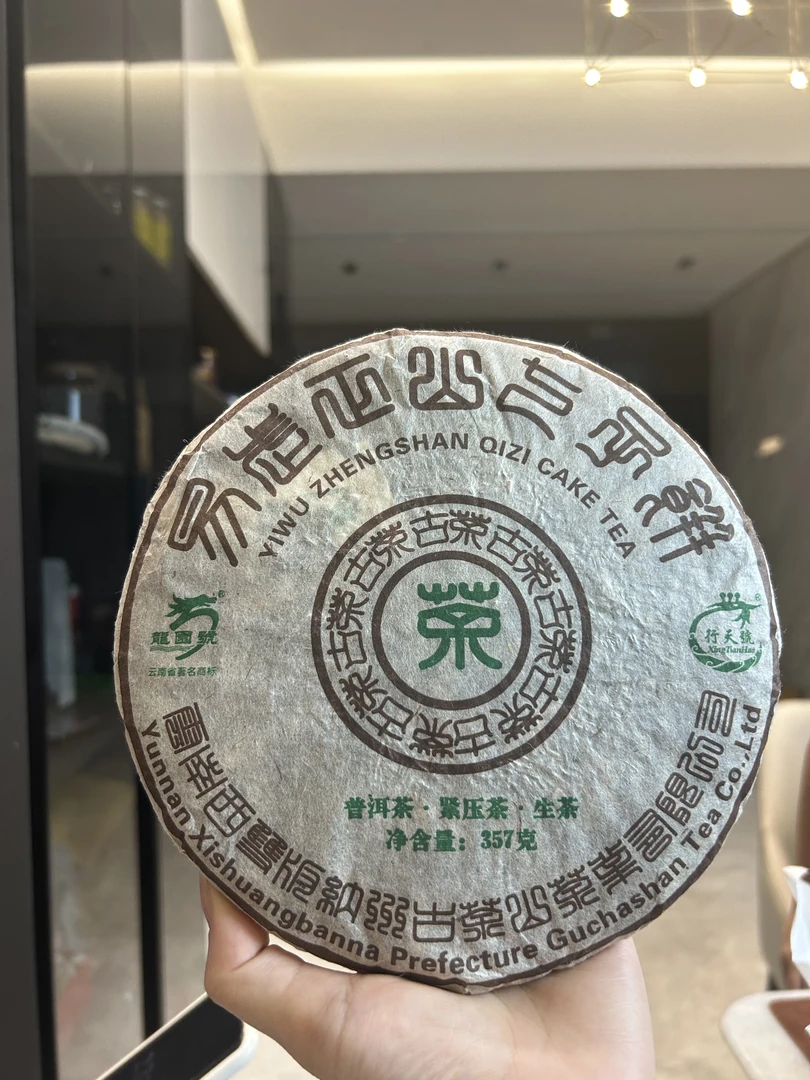 易武正山七子餅
YIWU ZHENGSHAN QIZI CAKE TEA
古茶古茶古茶古茶古茶古茶古茶古茶
茶
龍國號
®
云南省著名商标
行天號
®
XingTianHao
普洱茶·紧压茶·生茶
净含量：357克
雲南西雙版納州古茶山茶業有限公司
Yunnan Xishuangbanna Prefecture Guchashan Tea Co.,Ltd